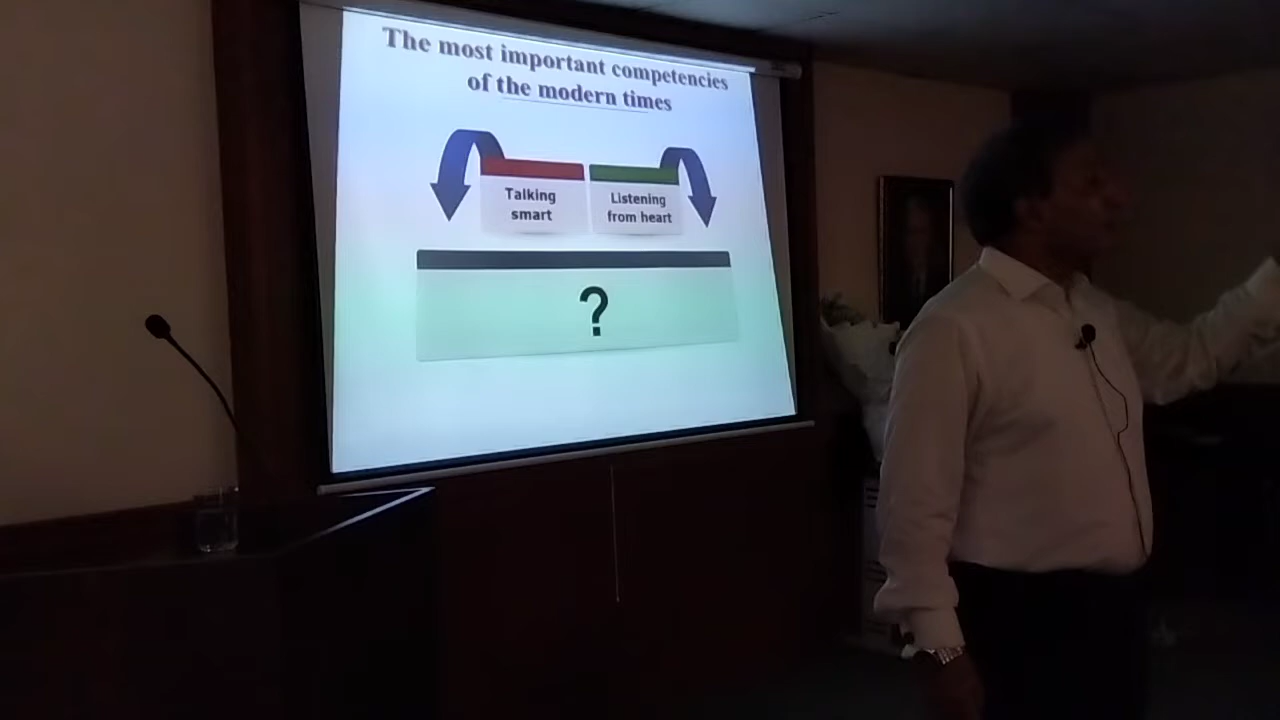 The most important competencies
of the modern times
Talking
smart
Listening
from heart
?